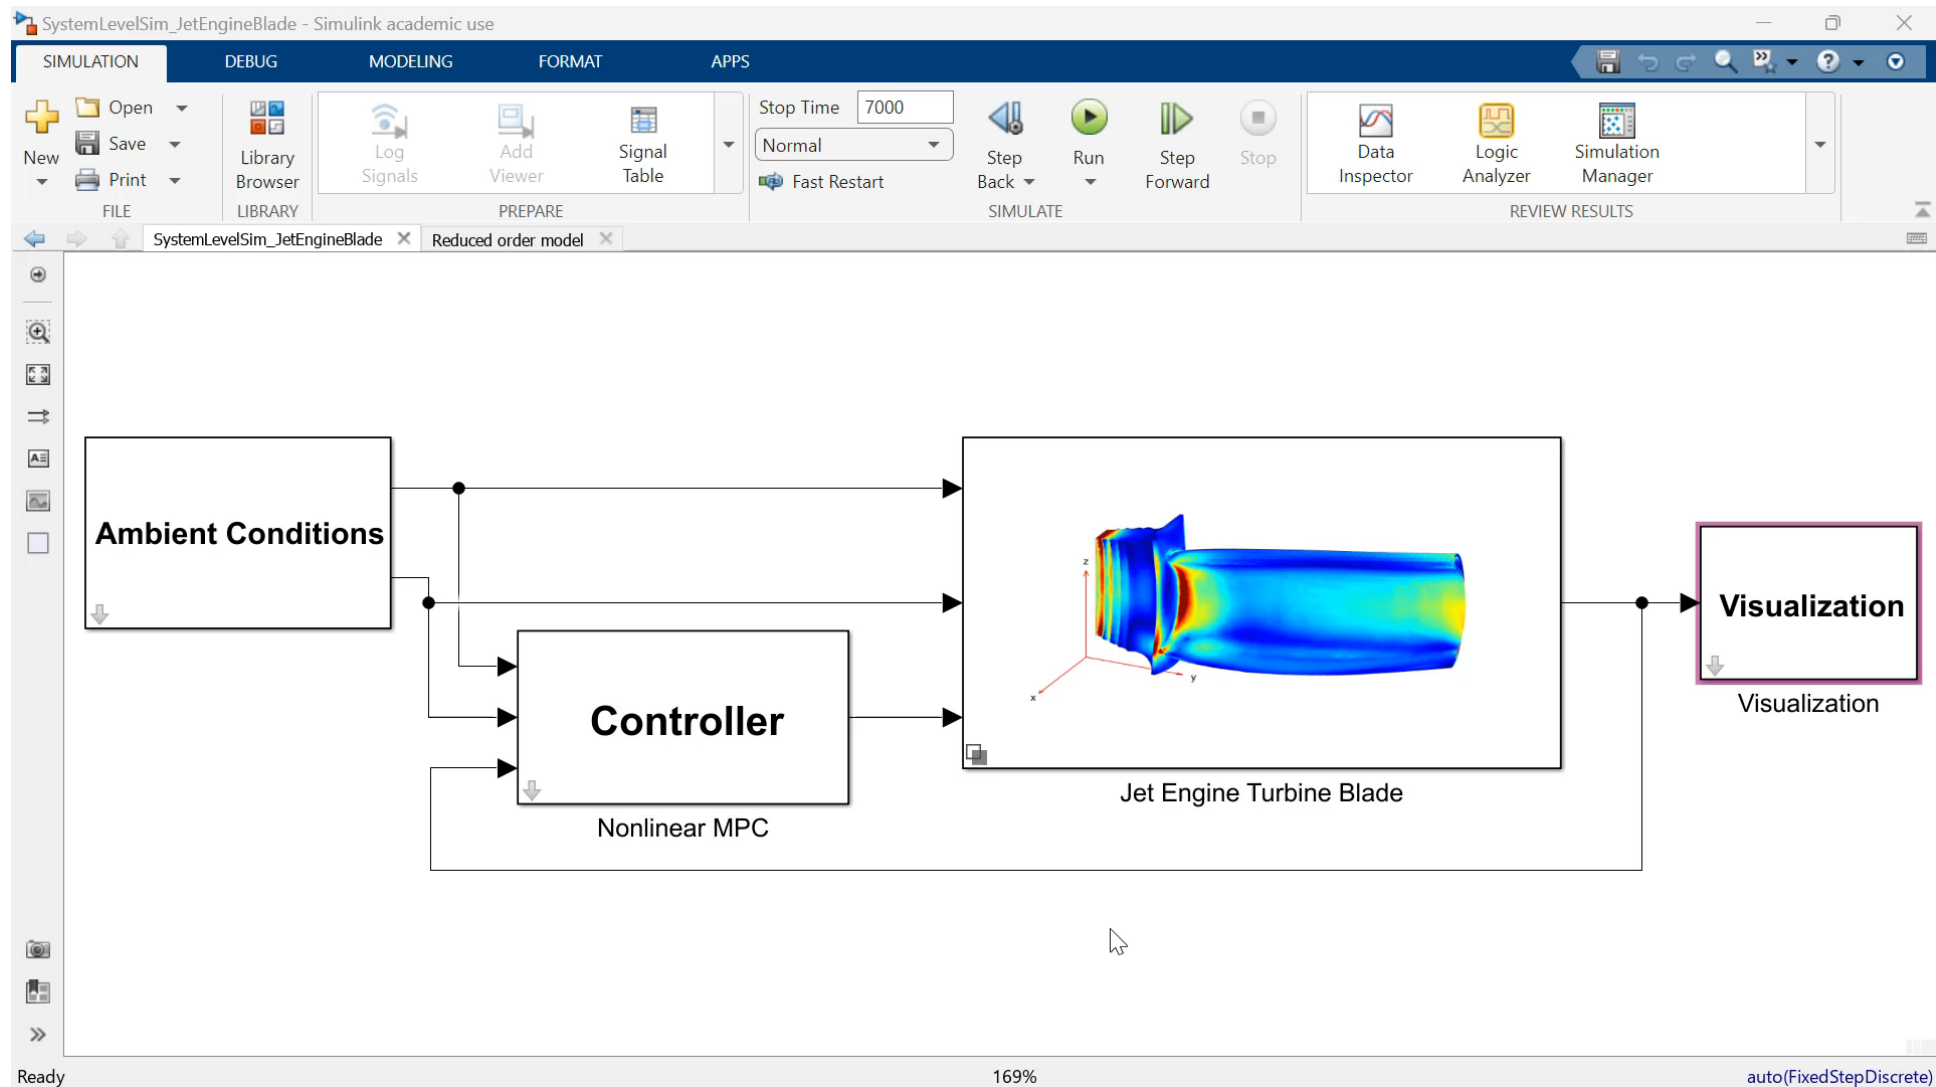 SystemLevelSim_JetEngineBlade - Simulink academic use
SIMULATION DEBUG MODELING FORMAT APPS
New
Open
Save
Print
FILE
Library
Browser
LIBRARY
Log
Signals
Add
Viewer
Signal
Table
PREPARE
Stop Time 7000
Normal
Fast Restart
Step
Back
Run
Step
Forward
Stop
SIMULATE
Data
Inspector
Logic
Analyzer
Simulation
Manager
REVIEW RESULTS
SystemLevelSim_JetEngineBlade Reduced order model
Ambient Conditions
Controller
Nonlinear MPC
z
x
y
Jet Engine Turbine Blade
Visualization
Visualization
Ready 169% auto(FixedStepDiscrete)